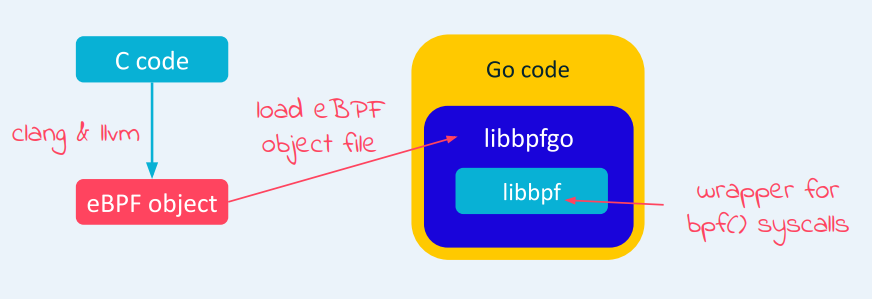 C code
clang & llvm
eBPF object
load eBPF
object file
Go code
libbpfgo
libbpf
wrapper for
bpf() syscalls